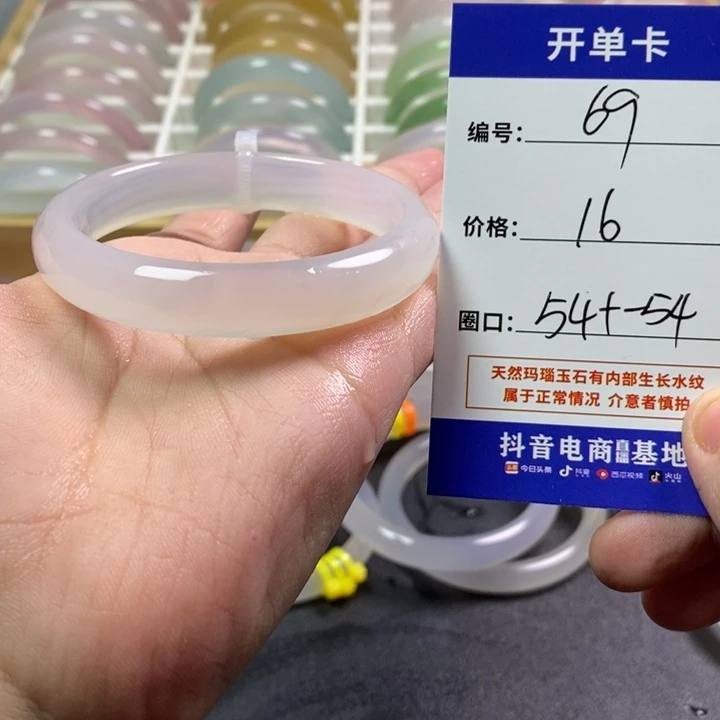 开单卡
编号: 69
价格: 16
圈口: 54+-54
天然玛瑙玉石有内部生长水纹
属于正常情况 介意者慎拍
抖音电商直播基地
今日头条 抖音 西瓜视频 火山